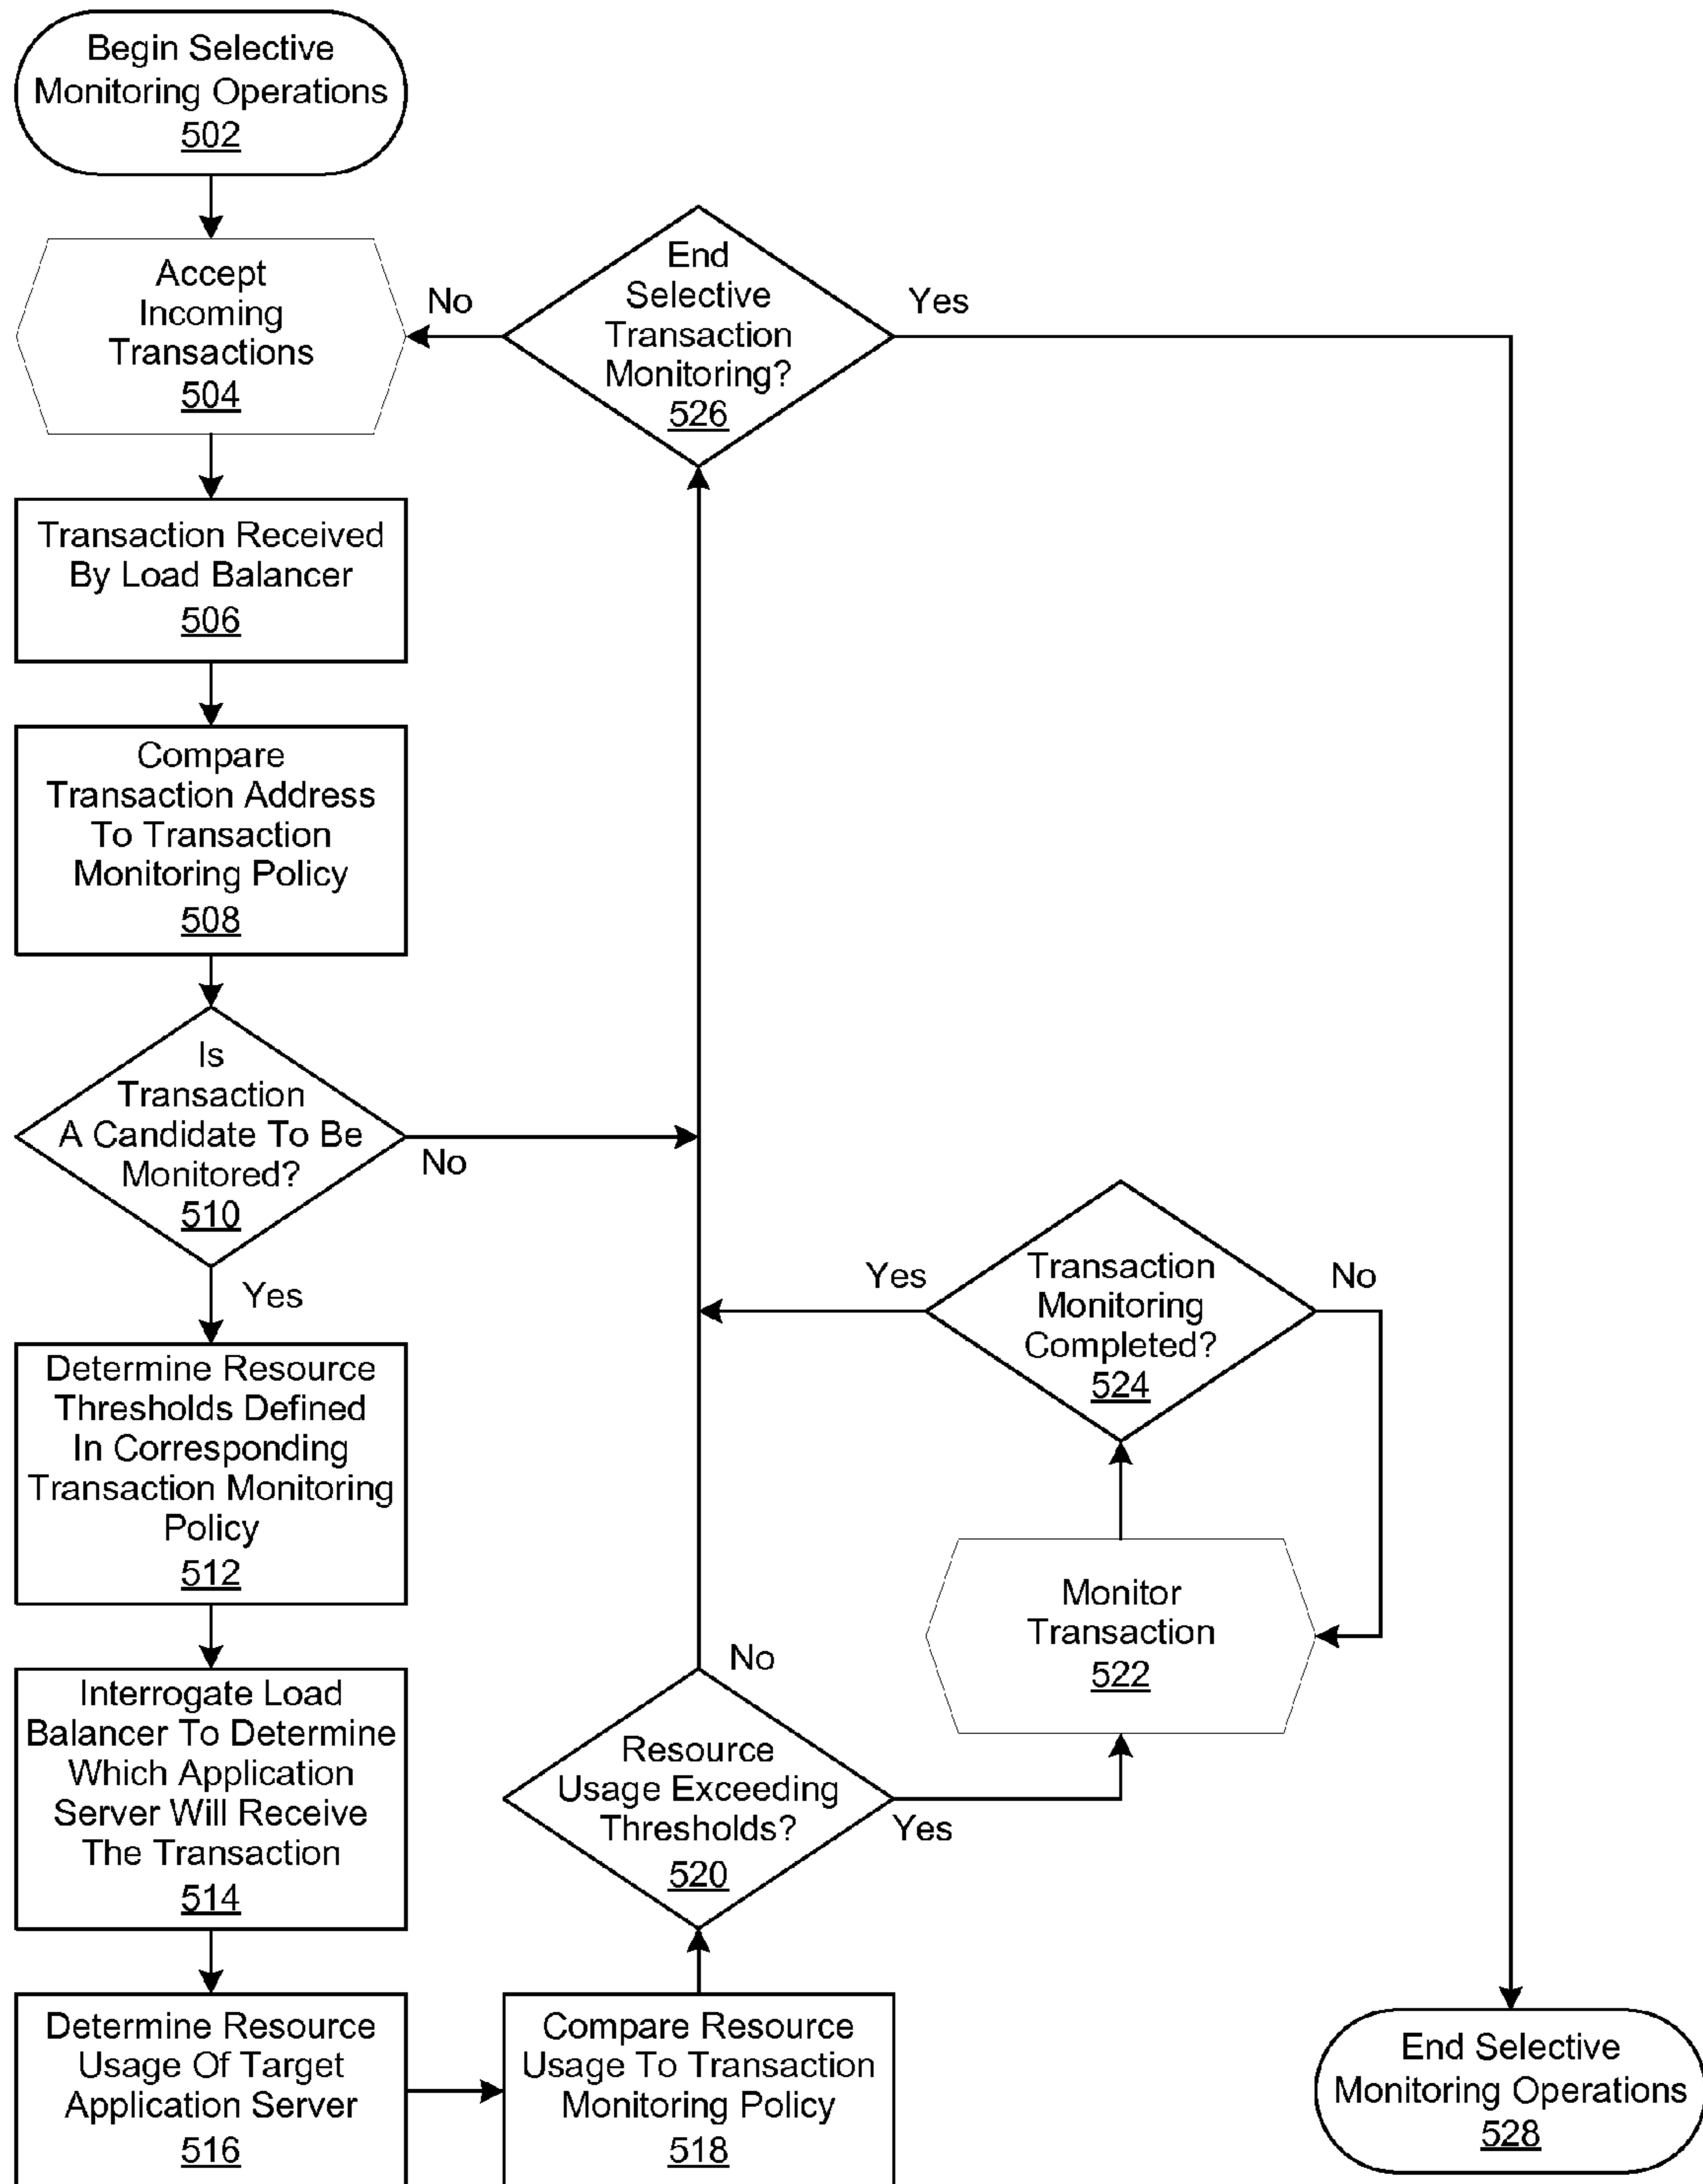 Begin Selective
Monitoring Operations
502
Accept
Incoming
Transactions
504
No
End
Selective
Transaction
Monitoring?
526
Yes
Transaction Received
By Load Balancer
506
Compare
Transaction Address
To Transaction
Monitoring Policy
508
Is
Transaction
A Candidate To Be
Monitored?
510
No
Yes
Determine Resource
Thresholds Defined
In Corresponding
Transaction Monitoring
Policy
512
Interrogate Load
Balancer To Determine
Which Application
Server Will Receive
The Transaction
514
Determine Resource
Usage Of Target
Application Server
516
Compare Resource
Usage To Transaction
Monitoring Policy
518
Resource
Usage Exceeding
Thresholds?
520
No
Yes
Monitor
Transaction
522
Transaction
Monitoring
Completed?
524
Yes
No
End Selective
Monitoring Operations
528